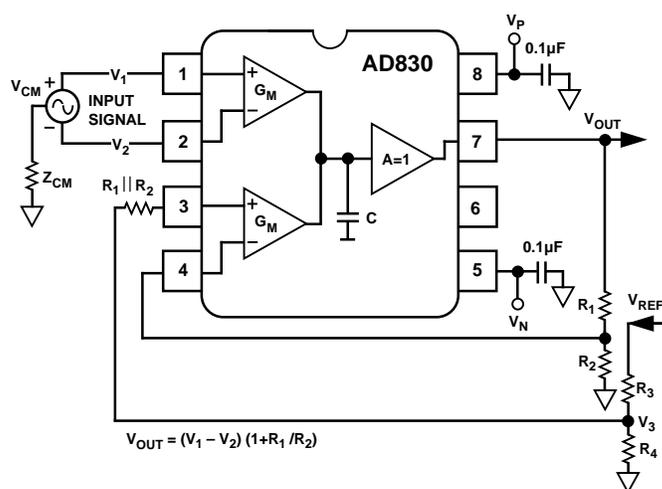 V_P
0.1µF
AD830
V_CM
V_1
INPUT
SIGNAL
V_2
Z_CM
+
−
1
2
3
4
8
7
6
5
+
−
G_M
+
−
G_M
A=1
C
V_OUT
R_1||R_2
0.1µF
V_N
R_1
R_2
V_REF
R_3
V_3
R_4
V_OUT = (V_1 – V_2) (1+R_1/R_2)